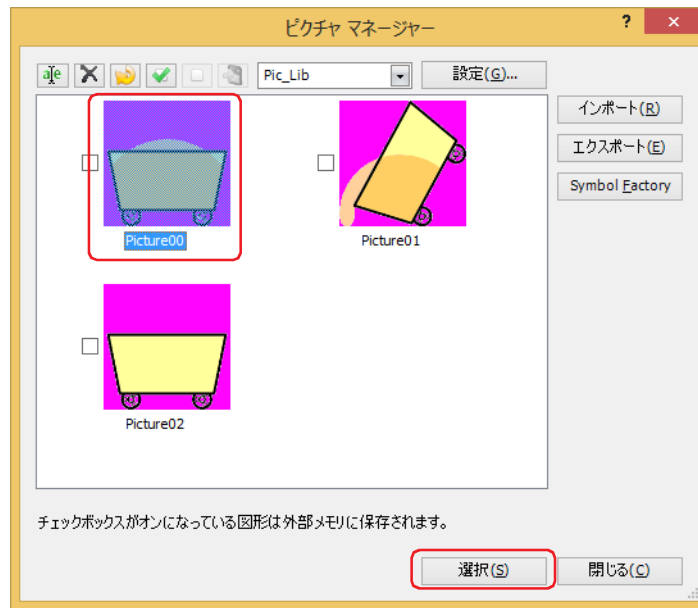 ピクチャ マネージャー
? ×
a|e Pic_Lib 設定(G)...
インポート(R)
エクスポート(E)
Symbol Factory
Picture00 Picture01
Picture02
チェックボックスがオンになっている図形は外部メモリに保存されます。
選択(S) 閉じる(C)